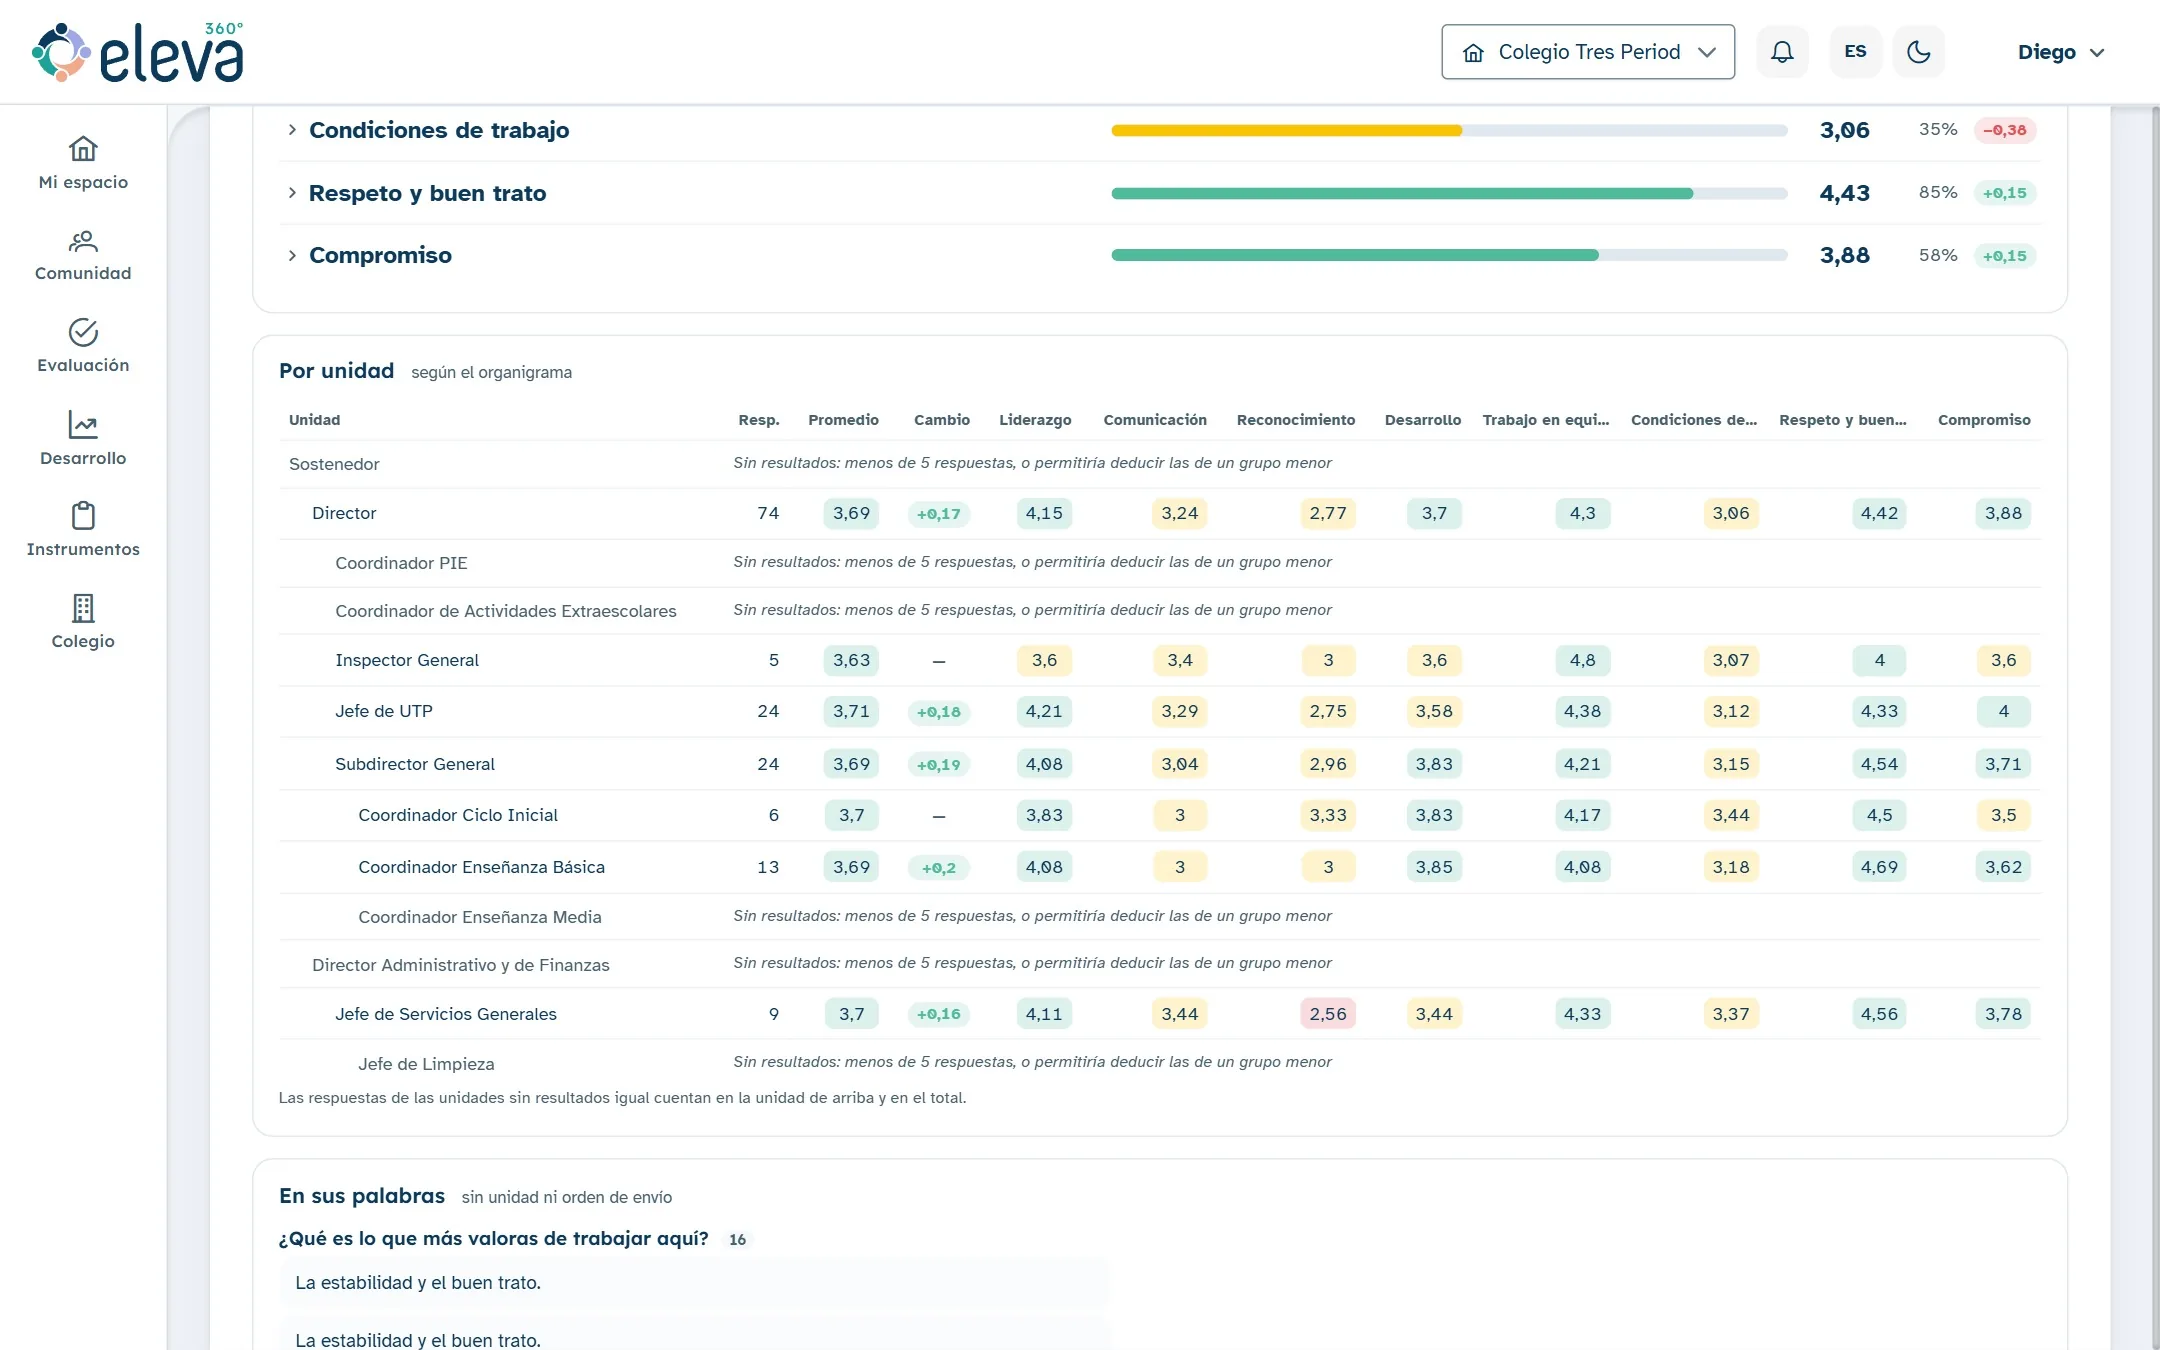 eleva 360°
Colegio Tres Period
ES
Diego
Mi espacio
Comunidad
Evaluación
Desarrollo
Instrumentos
Colegio
Condiciones de trabajo 3,06 35% −0,38
Respeto y buen trato 4,43 85% +0,15
Compromiso 3,88 58% +0,15
Por unidad según el organigrama
Unidad Resp. Promedio Cambio Liderazgo Comunicación Reconocimiento Desarrollo Trabajo en equi... Condiciones de... Respeto y buen... Compromiso
Sostenedor Sin resultados: menos de 5 respuestas, o permitiría deducir las de un grupo menor
Director 74 3,69 +0,17 4,15 3,24 2,77 3,7 4,3 3,06 4,42 3,88
Coordinador PIE Sin resultados: menos de 5 respuestas, o permitiría deducir las de un grupo menor
Coordinador de Actividades Extraescolares Sin resultados: menos de 5 respuestas, o permitiría deducir las de un grupo menor
Inspector General 5 3,63 — 3,6 3,4 3 3,6 4,8 3,07 4 3,6
Jefe de UTP 24 3,71 +0,18 4,21 3,29 2,75 3,58 4,38 3,12 4,33 4
Subdirector General 24 3,69 +0,19 4,08 3,04 2,96 3,83 4,21 3,15 4,54 3,71
Coordinador Ciclo Inicial 6 3,7 — 3,83 3 3,33 3,83 4,17 3,44 4,5 3,5
Coordinador Enseñanza Básica 13 3,69 +0,2 4,08 3 3 3,85 4,08 3,18 4,69 3,62
Coordinador Enseñanza Media Sin resultados: menos de 5 respuestas, o permitiría deducir las de un grupo menor
Director Administrativo y de Finanzas Sin resultados: menos de 5 respuestas, o permitiría deducir las de un grupo menor
Jefe de Servicios Generales 9 3,7 +0,16 4,11 3,44 2,56 3,44 4,33 3,37 4,56 3,78
Jefe de Limpieza Sin resultados: menos de 5 respuestas, o permitiría deducir las de un grupo menor
Las respuestas de las unidades sin resultados igual cuentan en la unidad de arriba y en el total.
En sus palabras sin unidad ni orden de envío
¿Qué es lo que más valoras de trabajar aquí? 16
La estabilidad y el buen trato.
La estabilidad y el buen trato.